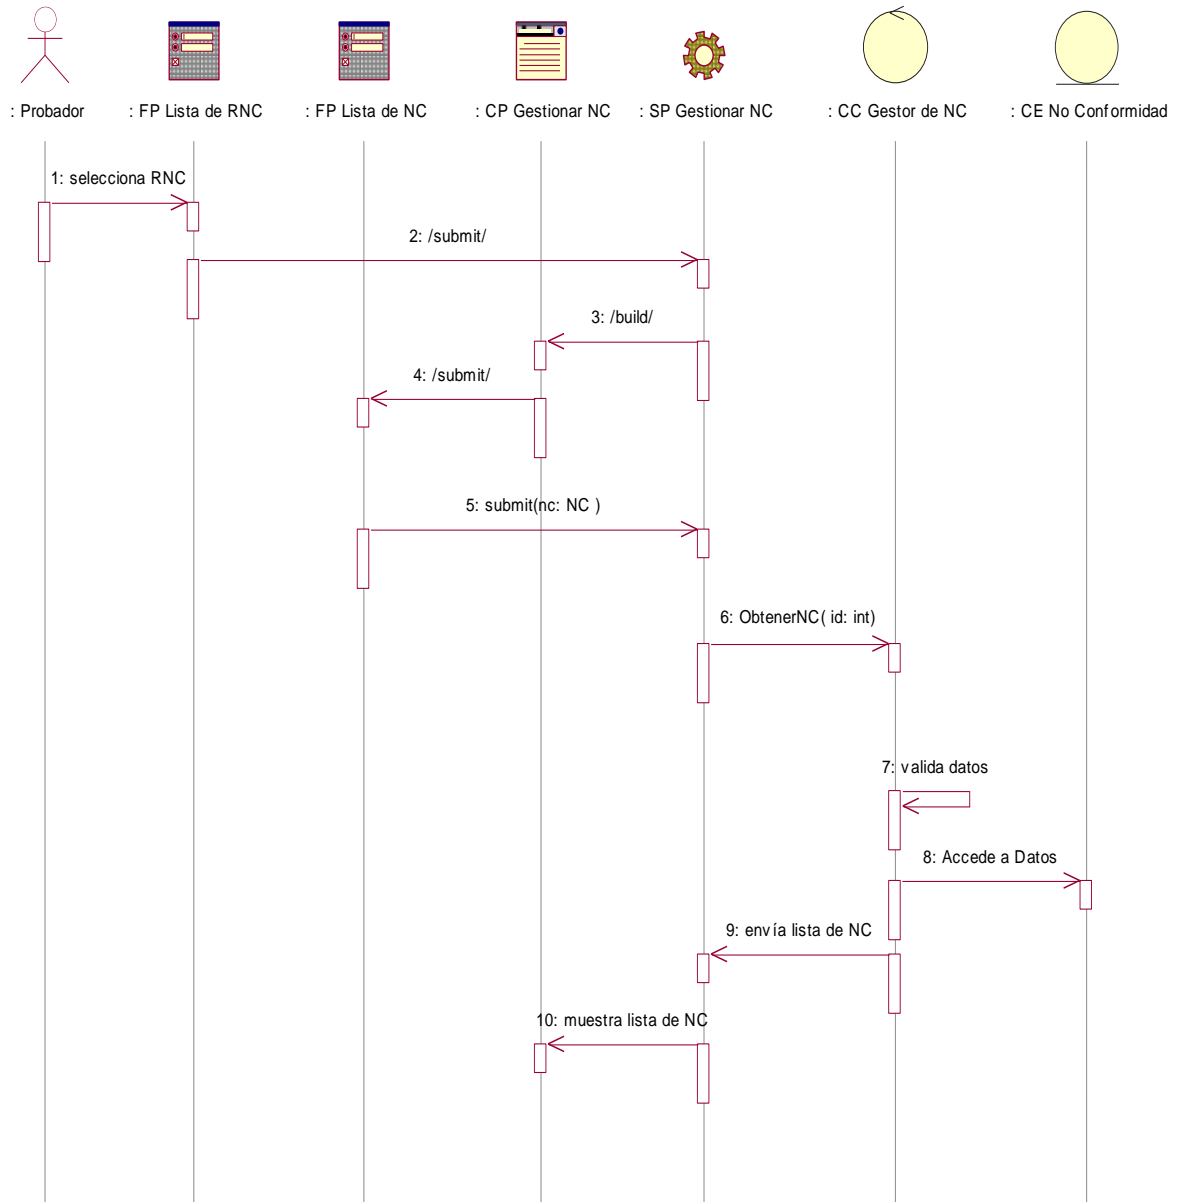 : Probador
: FP Lista de RNC
: FP Lista de NC
: CP Gestionar NC
: SP Gestionar NC
: CC Gestor de NC
: CE No Conformidad
1: selecciona RNC
2: /submit/
3: /build/
4: /submit/
5: submit(nc: NC )
6: ObtenerNC( id: int)
7: valida datos
8: Accede a Datos
9: envía lista de NC
10: muestra lista de NC